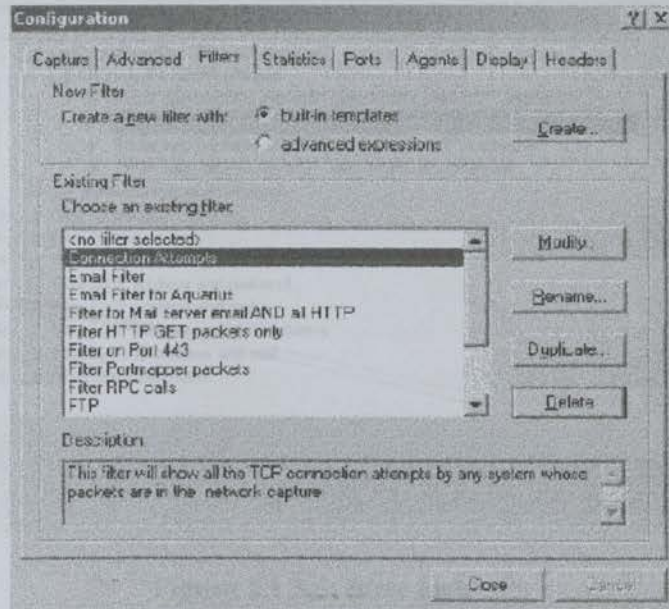 Configuration
Capture Advanced Filters Statistics Ports Agents Display Headers
New Filter
Create a new filter with: built-in templates
advanced expressions
Create...
Existing Filter
Choose an existing filter:
<no filter selected>
Connection Attempts
Email Filter
Email Filter for Aquarius
Filter for Mail server email AND all HTTP
Filter HTTP GET packets only
Filter on Port 443
Filter Portmapper packets
Filter RPC calls
FTP
Modify...
Rename...
Duplicate...
Delete
Description
This filter will show all the TCP connection attempts by any system whose
packets are in the network capture
Close Cancel